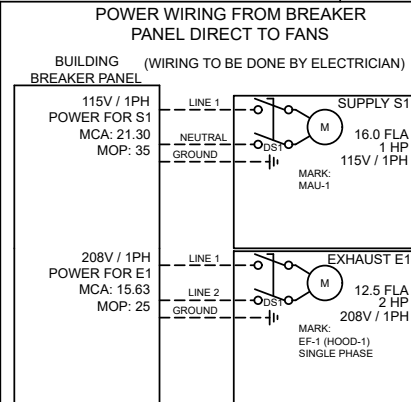 POWER WIRING FROM BREAKER
PANEL DIRECT TO FANS
BUILDING
BREAKER PANEL
(WIRING TO BE DONE BY ELECTRICIAN)
115V / 1PH
POWER FOR S1
MCA: 21.30
MOP: 35
LINE 1
NEUTRAL
GROUND
DS1
M
SUPPLY S1
16.0 FLA
1 HP
115V / 1PH
MARK:
MAU-1
208V / 1PH
POWER FOR E1
MCA: 15.63
MOP: 25
LINE 1
LINE 2
GROUND
DS1
M
EXHAUST E1
12.5 FLA
2 HP
208V / 1PH
MARK:
EF-1 (HOOD-1)
SINGLE PHASE